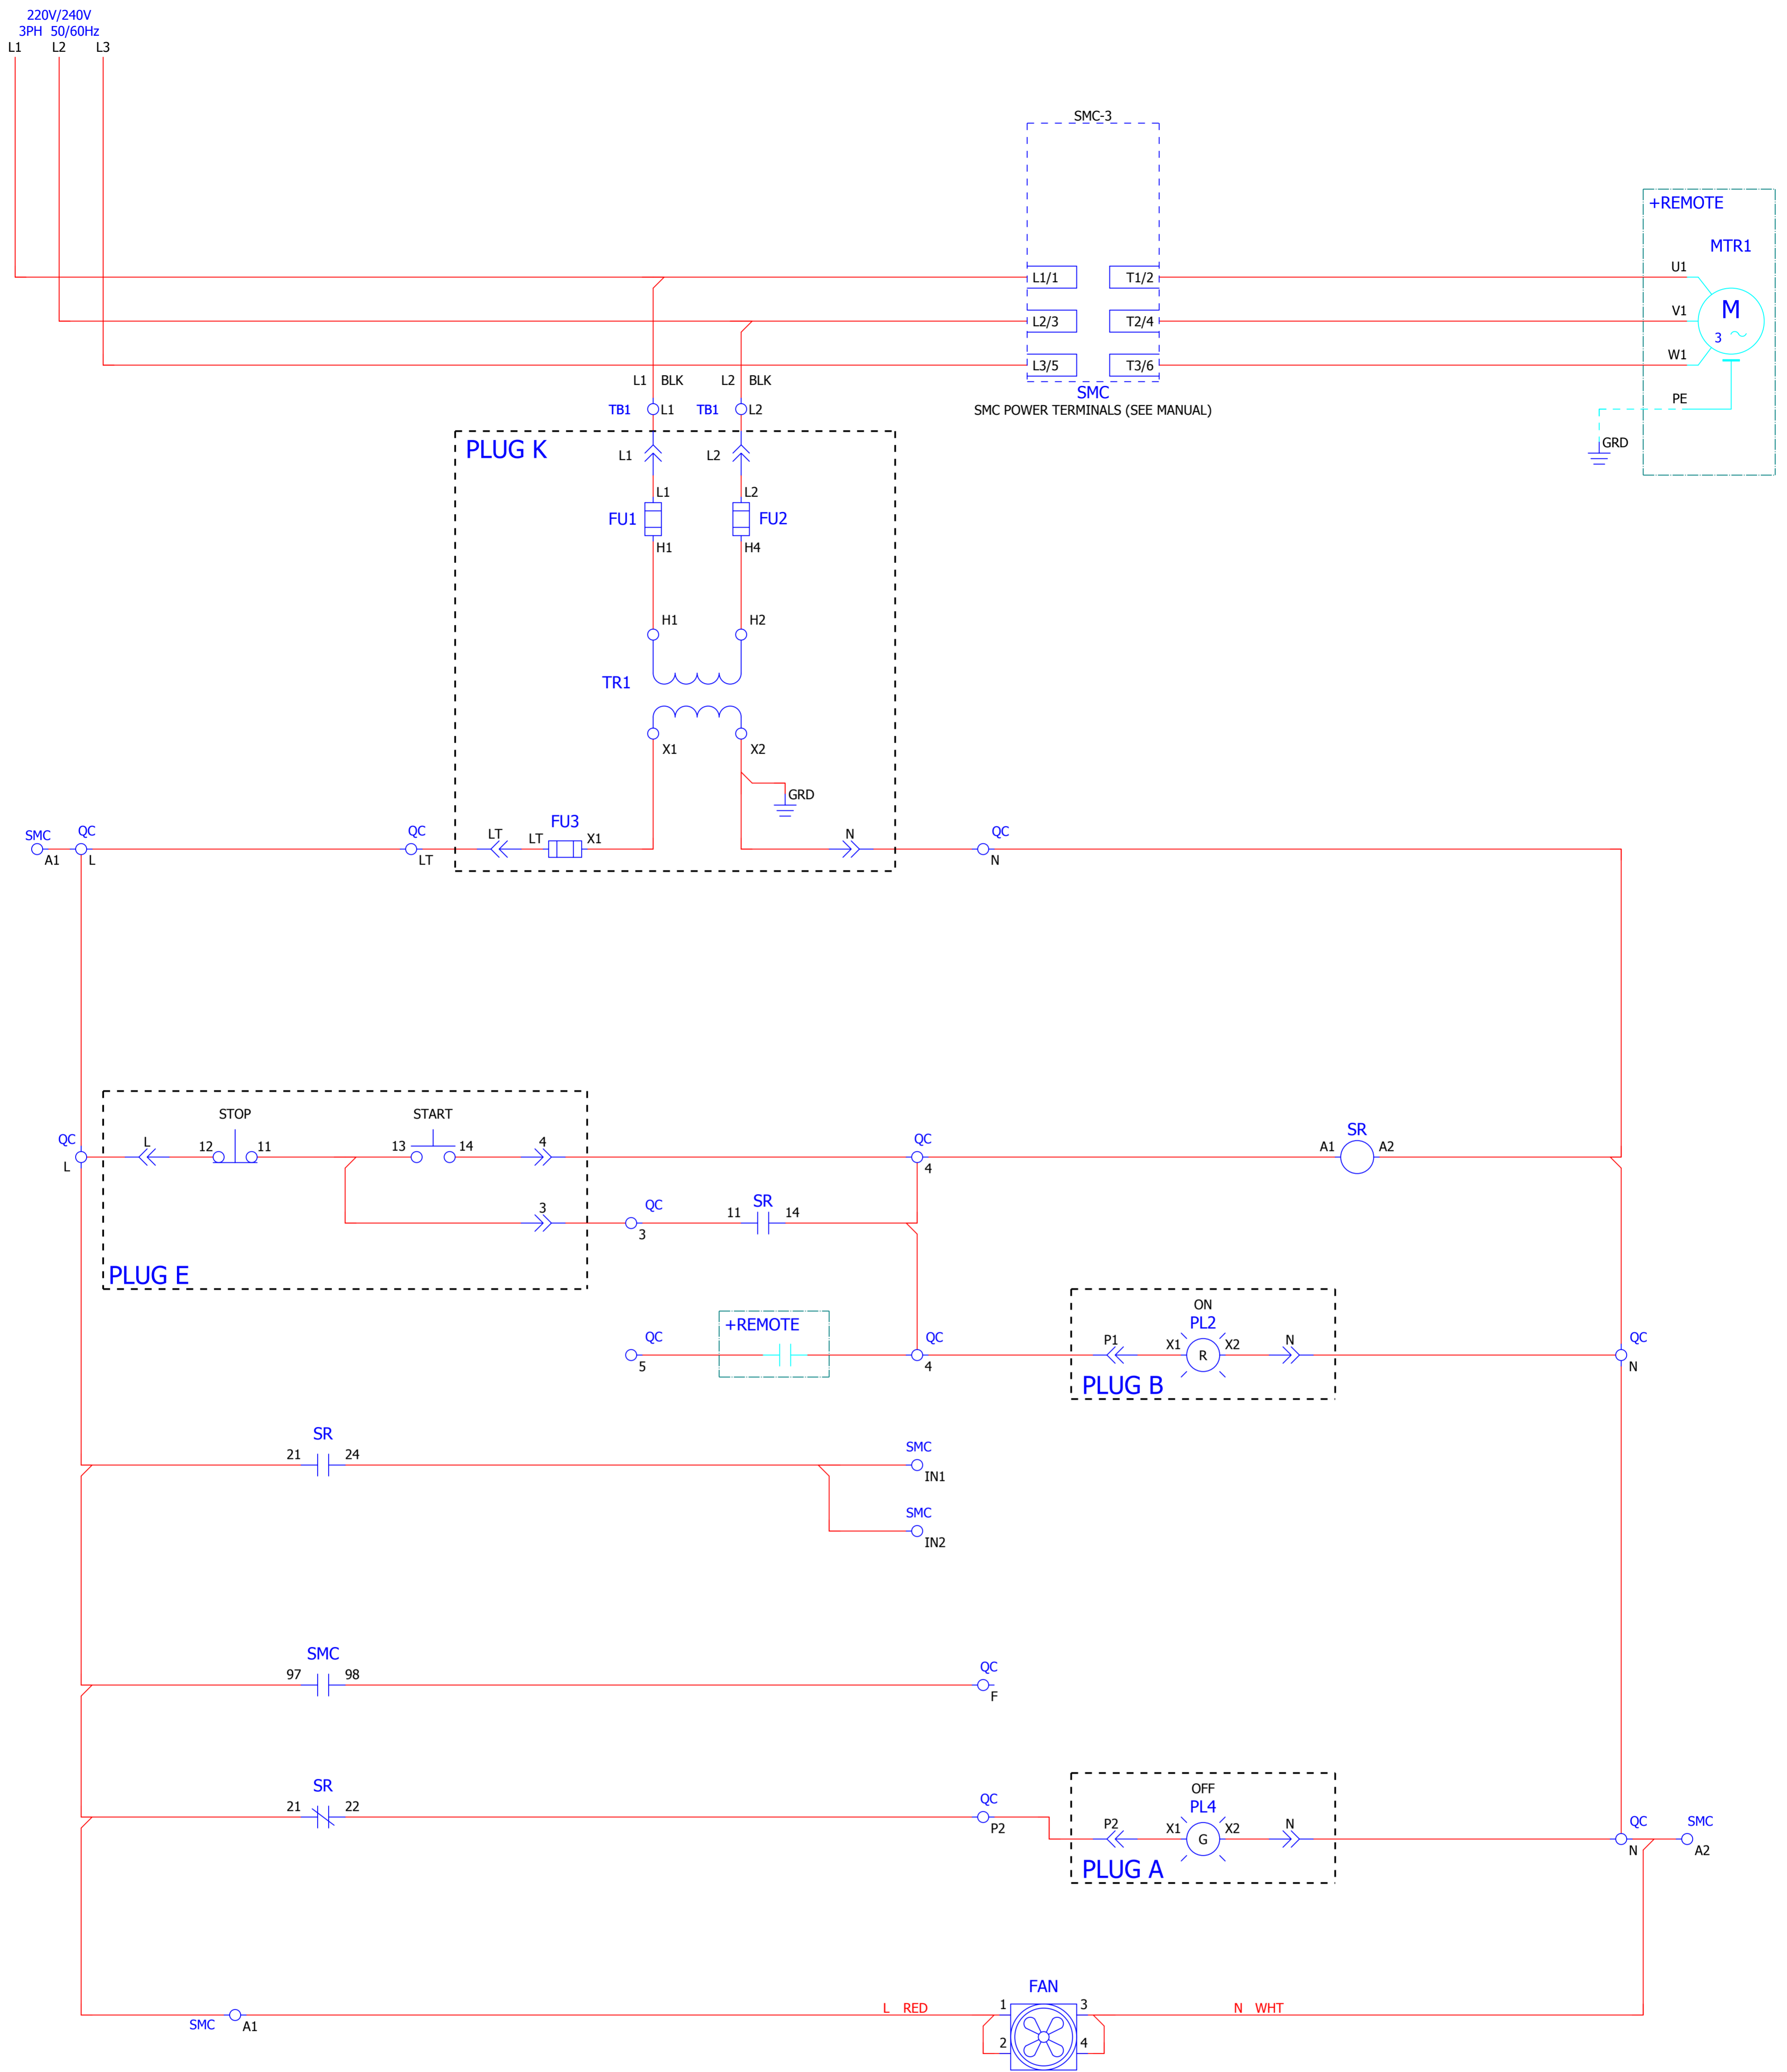 220V/240V
3PH 50/60Hz
L1 L2 L3
SMC-3
+REMOTE
MTR1
L1/1 T1/2 U1
M
3
L2/3 T2/4 V1
L3/5 T3/6 W1
SMC
SMC POWER TERMINALS (SEE MANUAL)
PE
GRD
L1 BLK L2 BLK
TB1 L1 TB1 L2
PLUG K
L1 L2
L1 L2
FU1 FU2
H1 H4
H1 H2
TR1
X1 X2
GRD
SMC QC QC LT FU3 LT X1 N QC
A1 L LT N
STOP START
QC L 12 11 13 14 4 QC A1 SR A2
L 4
3 QC 11 SR 14
3
PLUG E
+REMOTE
QC QC
5 4
ON
PL2
P1 X1 R X2 N QC
N
PLUG B
SR
21 24 SMC
IN1
SMC
IN2
SMC
97 98 QC
F
SR
21 22 QC
P2
OFF
PL4
P2 X1 G X2 N QC SMC
N A2
PLUG A
FAN
SMC A1 L RED 1 3 N WHT
2 4